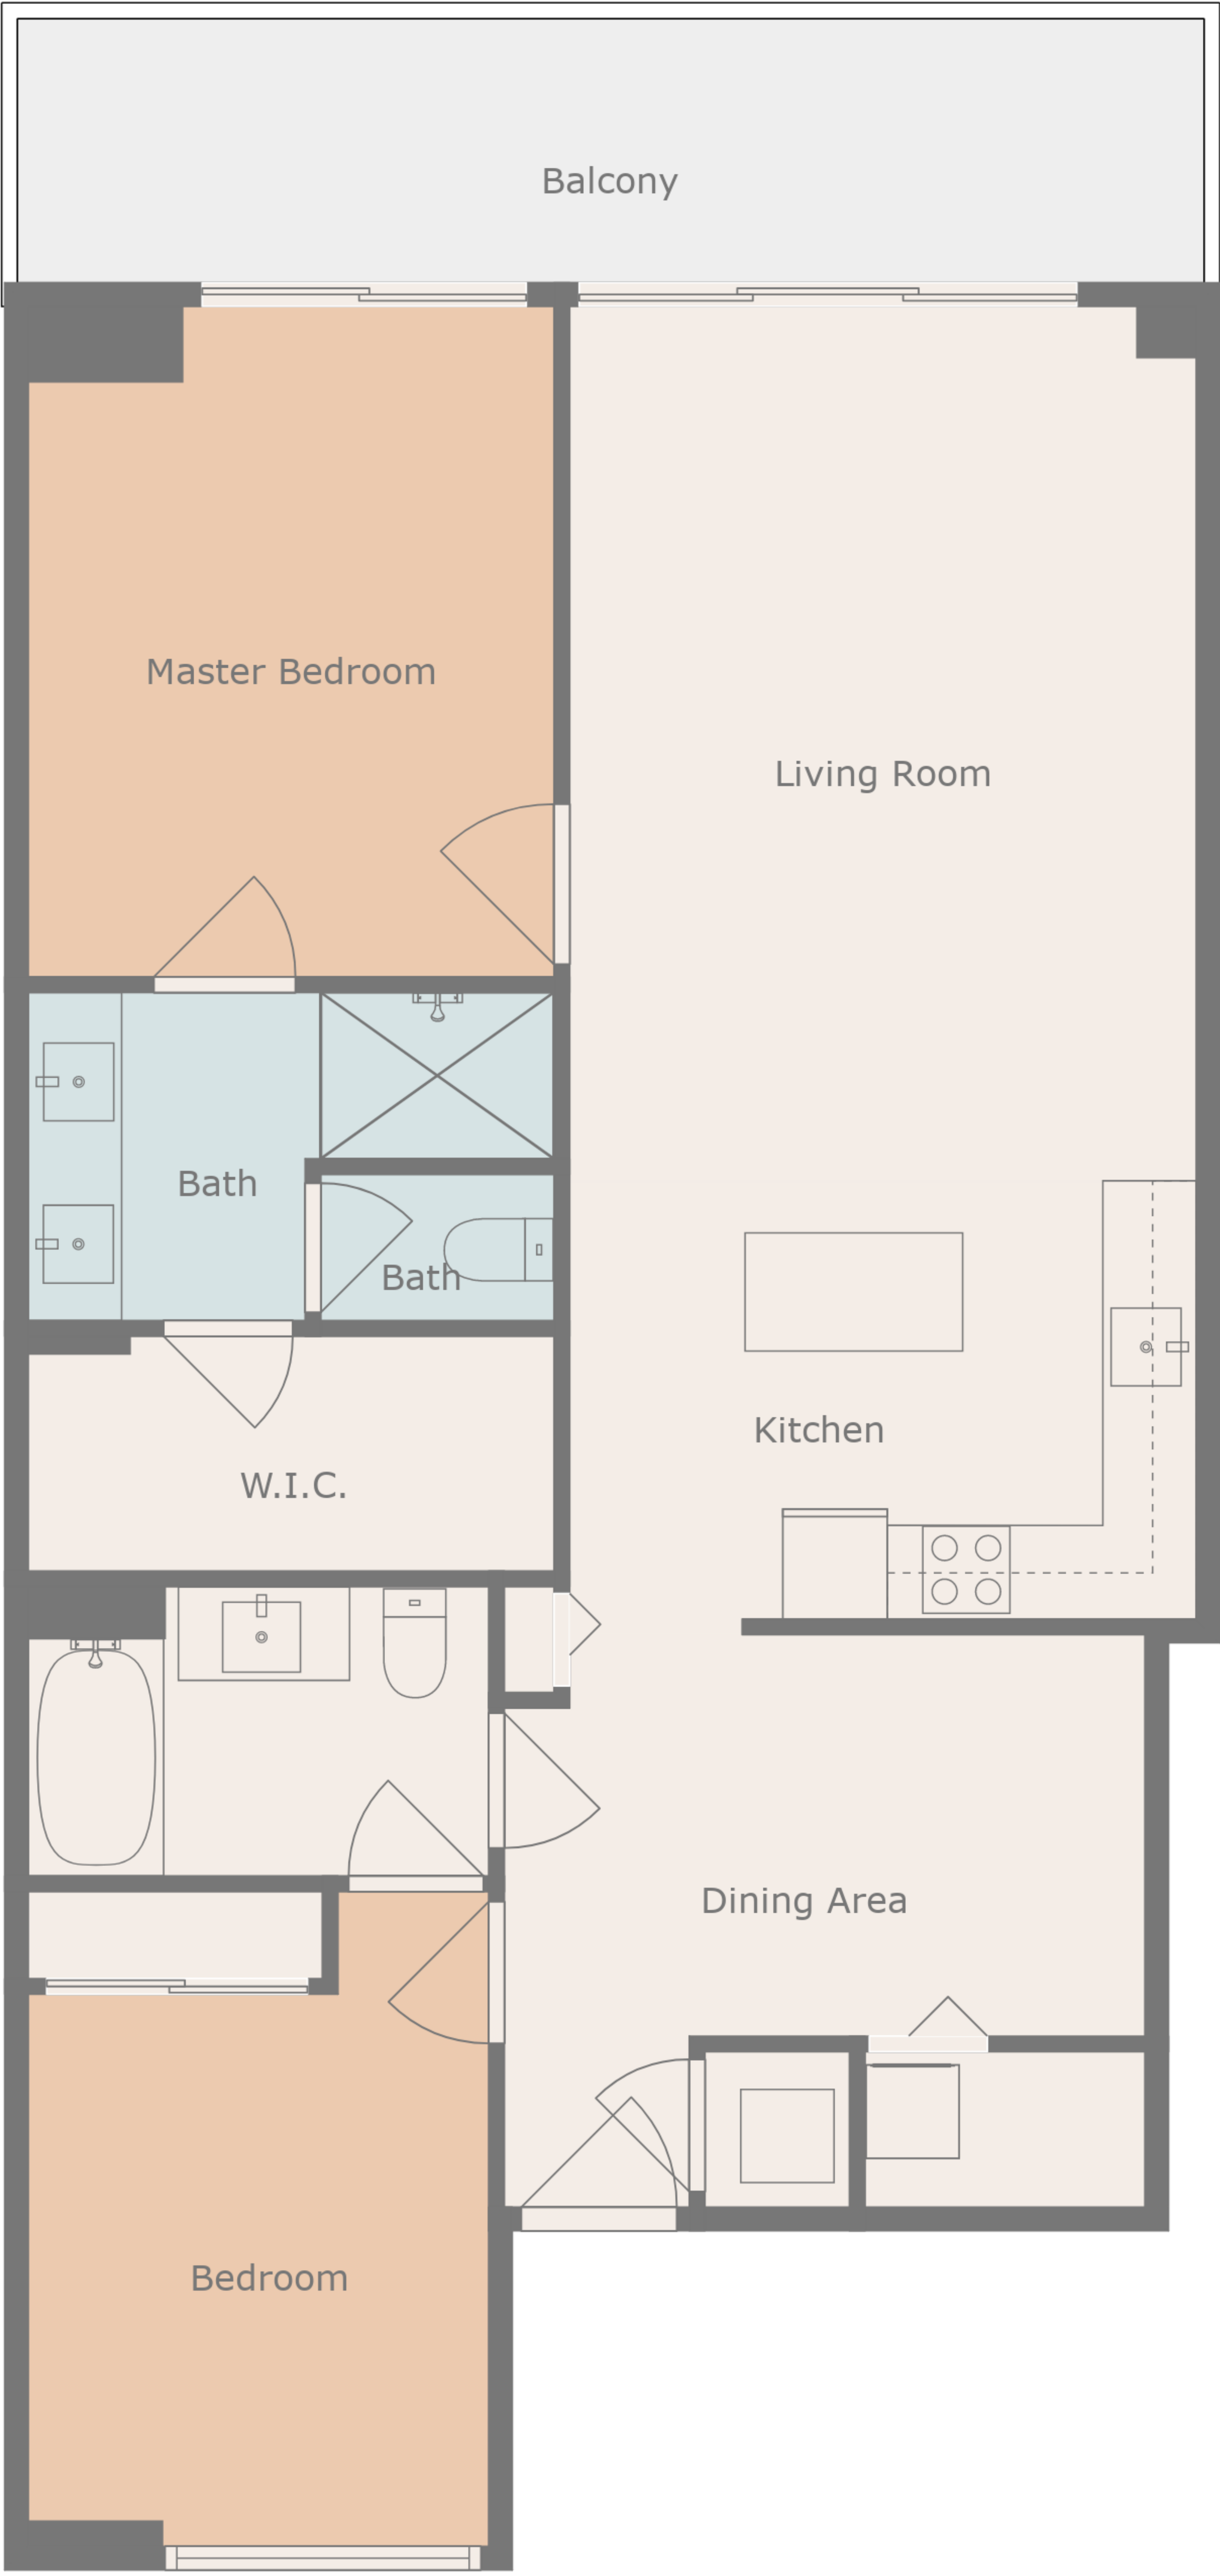 Balcony
Master Bedroom
Living Room
Bath
Bath
Kitchen
W.I.C.
Dining Area
Bedroom